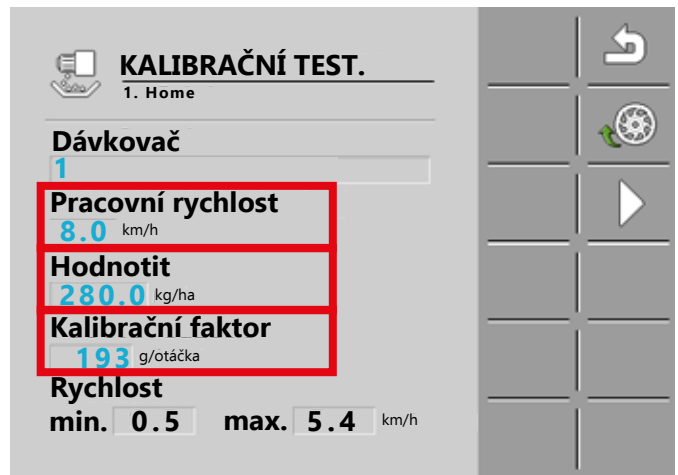 KALIBRAČNÍ TEST.
1. Home
Dávkovač
1
Pracovní rychlost
8.0 km/h
Hodnotit
280.0 kg/ha
Kalibrační faktor
193 g/otáčka
Rychlost
min. 0.5 max. 5.4 km/h